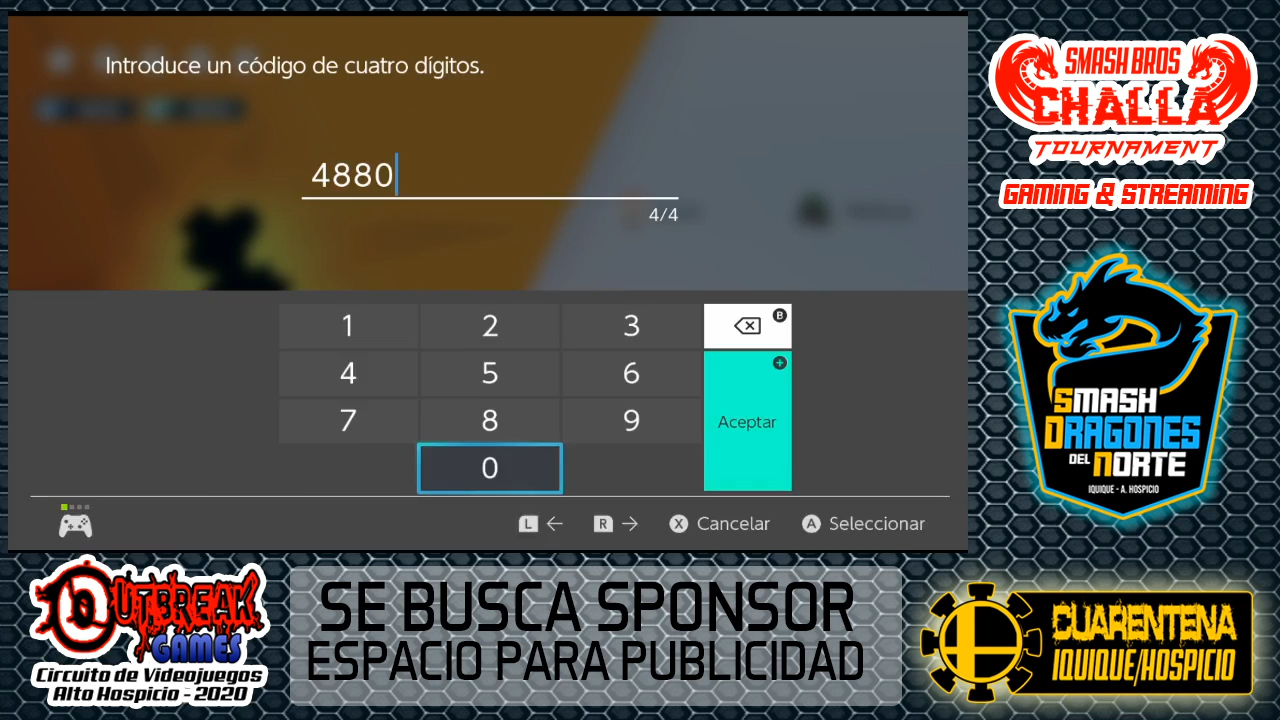 Introduce un código de cuatro dígitos.
4880
4/4
1 2 3 B
4 5 6 +
7 8 9 Aceptar
0
L ← R → X Cancelar A Seleccionar
SMASH BROS
CHALLA
TOURNAMENT
GAMING & STREAMING
SMASH
DRAGONES
DEL NORTE
IQUIQUE - A. HOSPICIO
OUTBREAK
GAMES
Circuito de Videojuegos
Alto Hospicio - 2020
SE BUSCA SPONSOR
ESPACIO PARA PUBLICIDAD
CUARENTENA
IQUIQUE/HOSPICIO